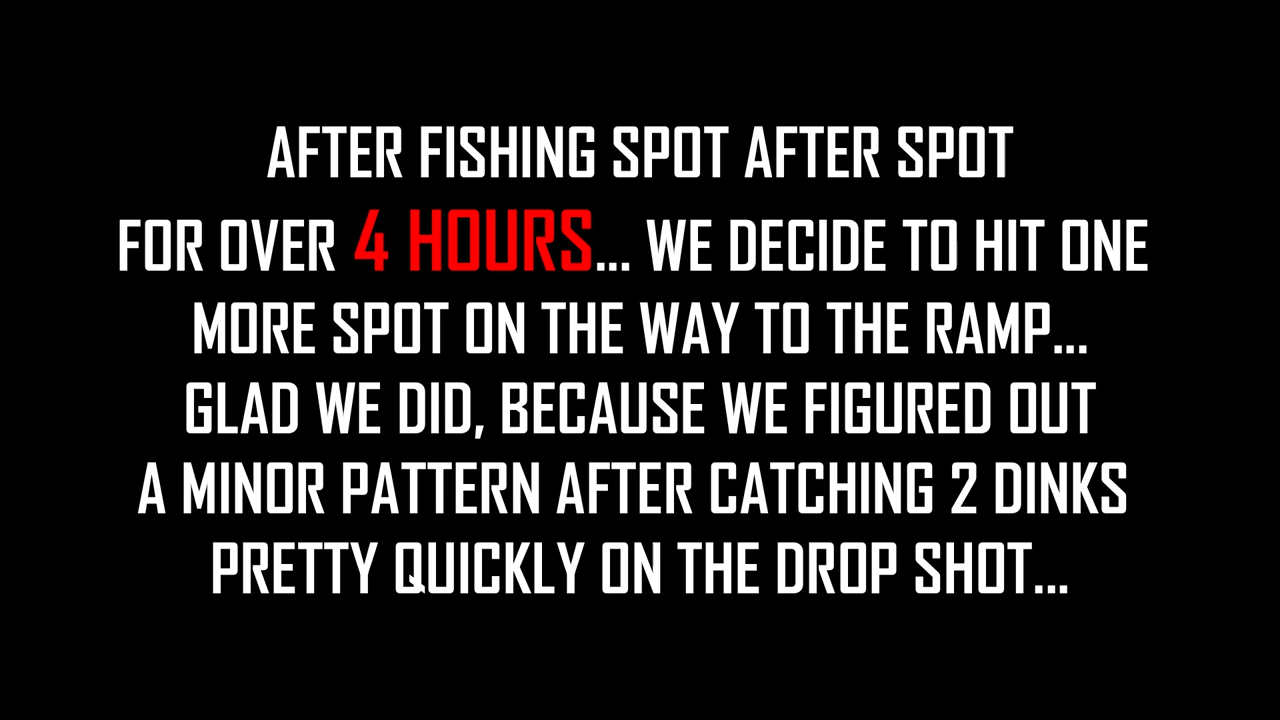 AFTER FISHING SPOT AFTER SPOT
FOR OVER 4 HOURS... WE DECIDE TO HIT ONE
MORE SPOT ON THE WAY TO THE RAMP...
GLAD WE DID, BECAUSE WE FIGURED OUT
A MINOR PATTERN AFTER CATCHING 2 DINKS
PRETTY QUICKLY ON THE DROP SHOT...